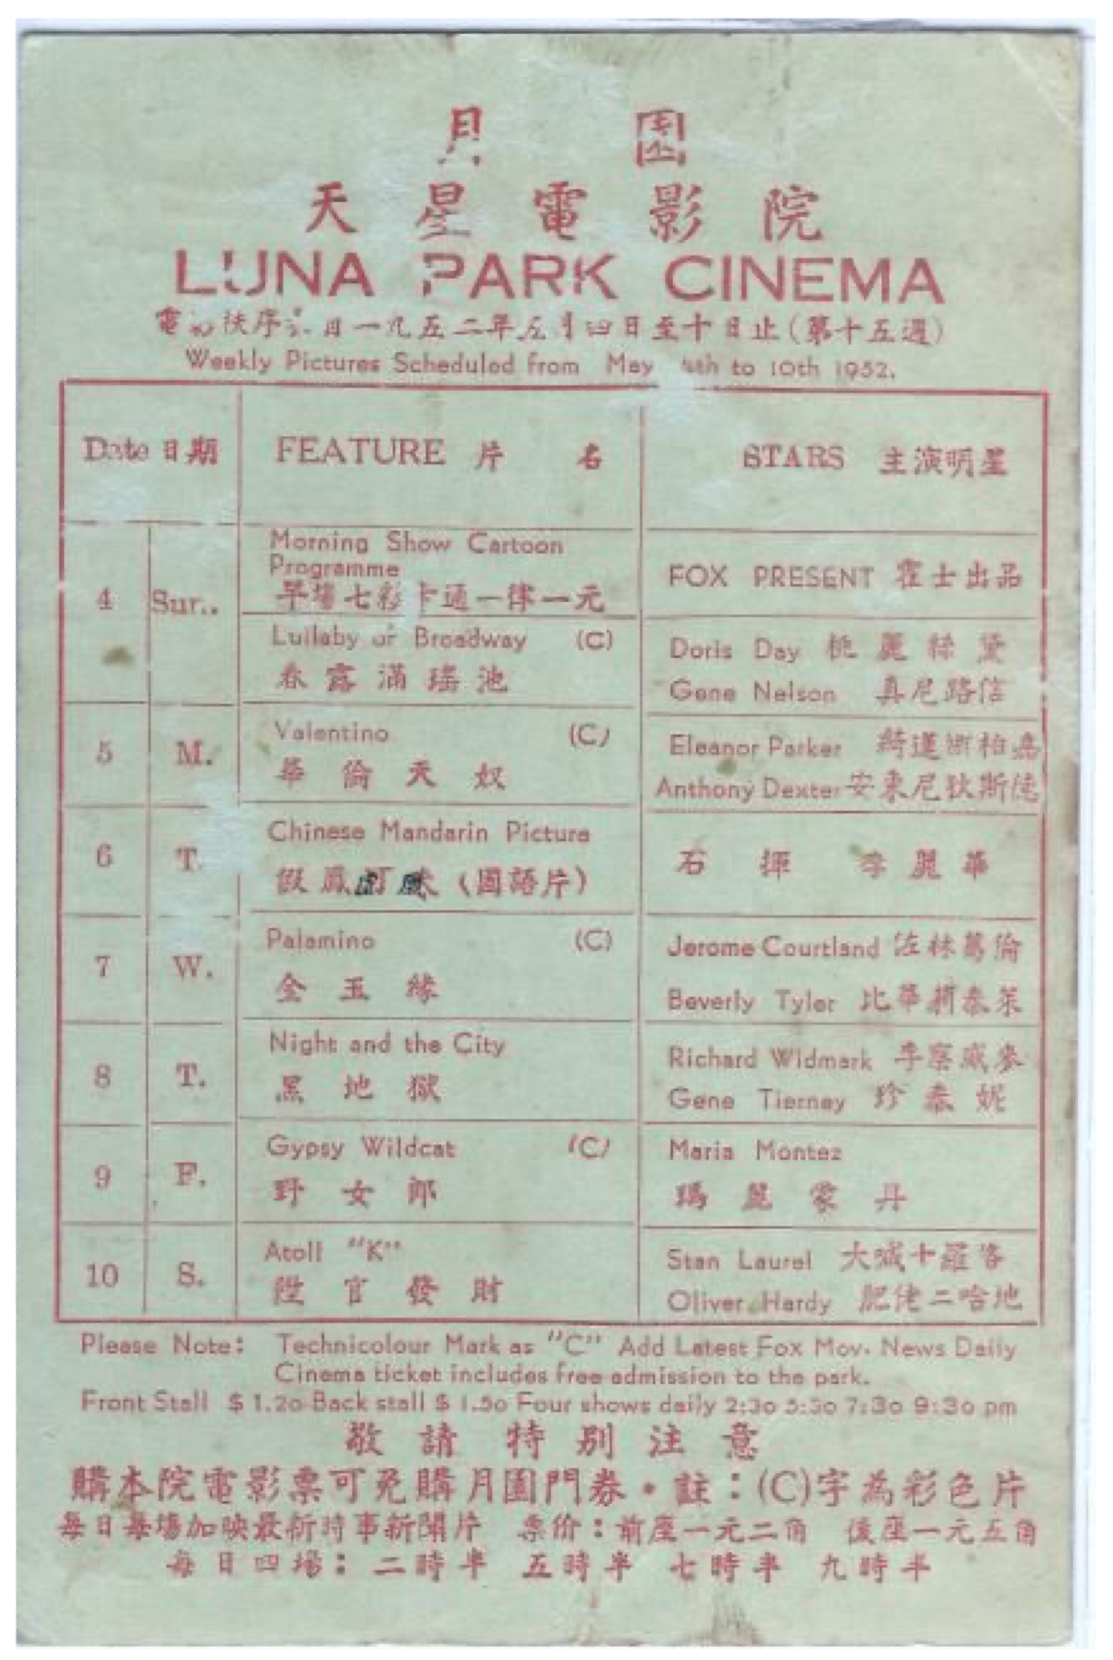 月 園
天星電影院
LUNA PARK CINEMA
電 秩序 日一九五二年五月四日至十日止(第十五週)
Weekly Pictures Scheduled from May 4th to 10th 1952.
Date 日期 FEATURE 片 名 STARS 主演明星
4 Sun.
Morning Show Cartoon
Programme
早場七彩卡通一律一元
FOX PRESENT 霍士出品
Lullaby of Broadway (C)
春露滿瑤池
Doris Day 桃麗絲黛
Gene Nelson 真尼路信
5 M.
Valentino (C)
華倫天奴
Eleanor Parker 柏嘉
Anthony Dexter 安東尼狄斯德
6 T.
Chinese Mandarin Picture
假鳳虛凰(國語片)
石揮 李麗華
7 W.
Palamino (C)
金玉緣
Jerome Courtland 佐林葛倫
Beverly Tyler 比華莉泰萊
8 T.
Night and the City
黑地獄
Richard Widmark 李察威麥
Gene Tierney 珍泰妮
9 F.
Gypsy Wildcat (C)
野女郎
Maria Montez
瑪麗蒙丹
10 S.
Atoll "K"
陞官發財
Stan Laurel 羅
Oliver Hardy 肥佬二哈地
Please Note: Technicolour Mark as "C" Add Latest Fox Mov. News Daily
Cinema ticket includes free admission to the park.
Front Stall $ 1.20 Back stall $ 1.50 Four shows daily 2:30 5:30 7:30 9:30 pm
敬請特別注意
購本院電影票可免購月園門券・註:(C)字為彩色片
每日每場加映最新時事新聞片 票价:前座一元二角 後座一元五角
每日四場:二時半 五時半 七時半 九時半